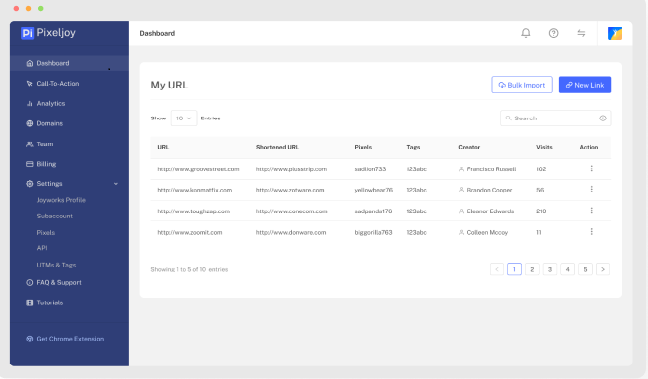 Pi Pixeljoy
Dashboard
Dashboard
Call-To-Action
Analytics
Domains
Team
Billing
Settings
Joyworks Profile
Subaccount
Pixels
API
UTMs & Tags
FAQ & Support
Tutorials
Get Chrome Extension
My URL
Bulk Import
New Link
Show 10 Entries
Search
URL Shortened URL Pixels Tags Creator Visits Action
http://www.groovestreet.com http://www.plusstrip.com sadlion733 123abc Francisco Russell 162
http://www.konmatfix.com http://www.zotware.com yellowbear76 123abc Brandon Cooper 56
http://www.toughzap.com http://www.conecom.com sadpanda176 123abc Eleanor Edwards 210
http://www.zoomit.com http://www.donware.com biggorilla763 123abc Colleen Mccoy 11
Showing 1 to 5 of 10 entries
< 1 2 3 4 5 >